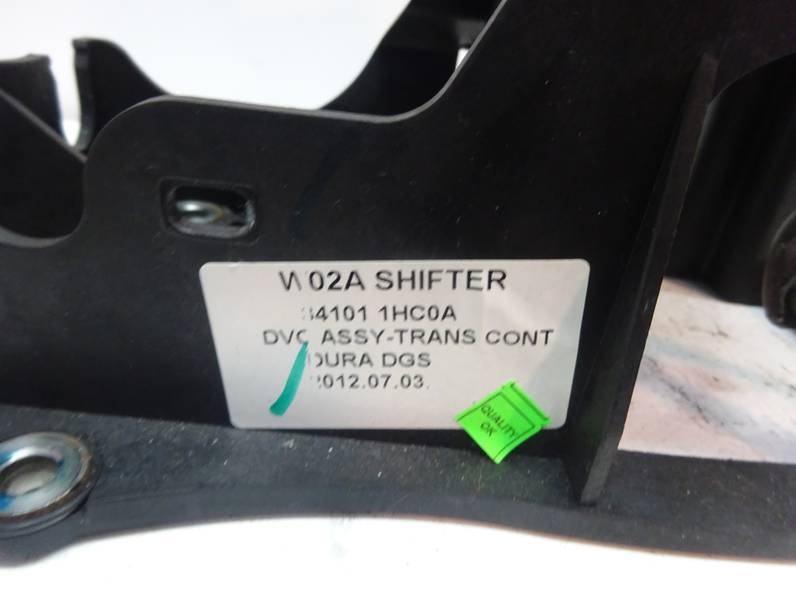 W02A SHIFTER
34101 1HC0A
DVC ASSY-TRANS CONT
DURA DGS
2012.07.03.
QUALITY
OK